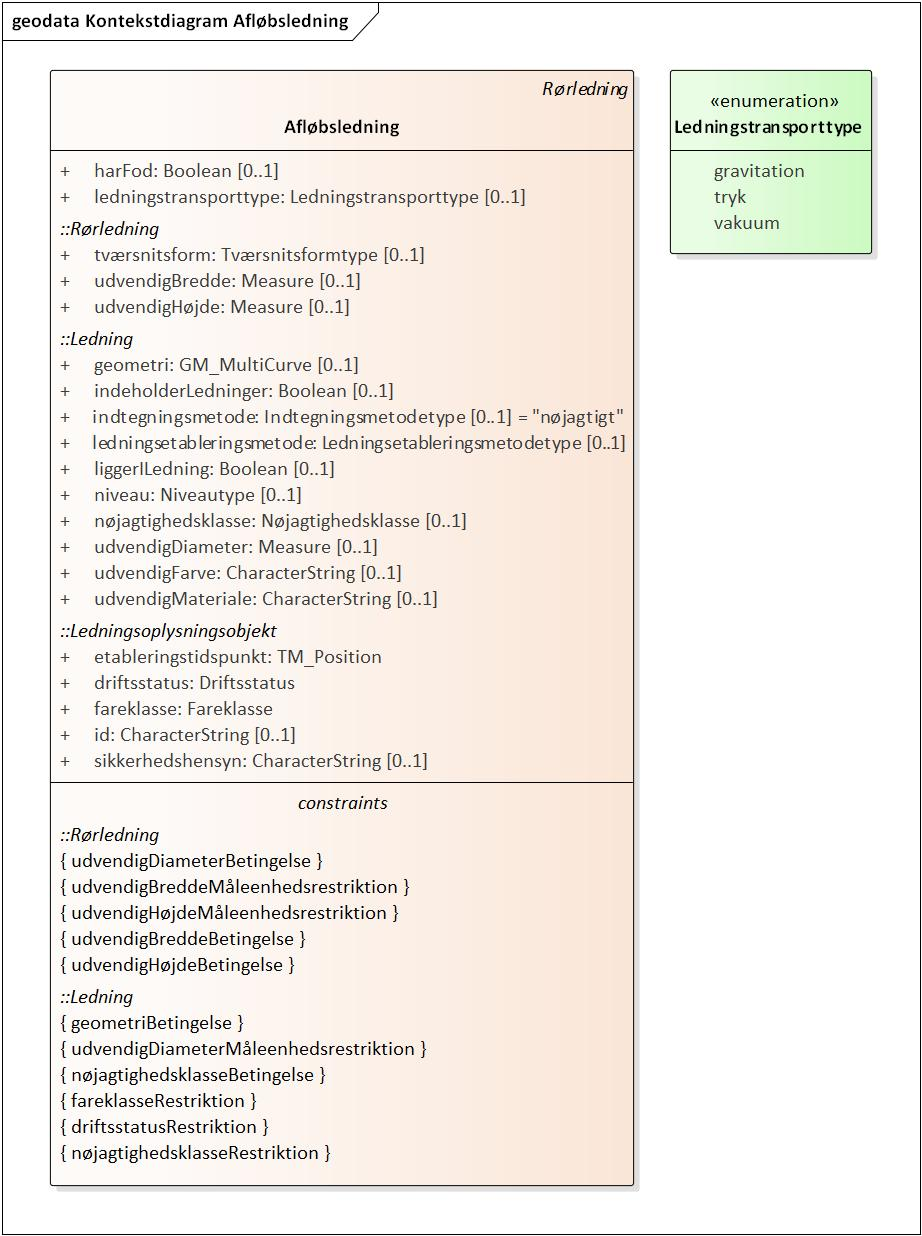 geodata Kontekstdiagram Afløbsledning
Rørledning
Afløbsledning
+ harFod: Boolean [0..1]
+ ledningstransporttype: Ledningstransporttype [0..1]
::Rørledning
+ tværsnitsform: Tværsnitsformtype [0..1]
+ udvendigBredde: Measure [0..1]
+ udvendigHøjde: Measure [0..1]
::Ledning
+ geometri: GM_MultiCurve [0..1]
+ indeholderLedninger: Boolean [0..1]
+ indtegningsmetode: Indtegningsmetodetype [0..1] = "nøjagtigt"
+ ledningsetableringsmetode: Ledningsetableringsmetodetype [0..1]
+ liggerILedning: Boolean [0..1]
+ niveau: Niveautype [0..1]
+ nøjagtighedsklasse: Nøjagtighedsklasse [0..1]
+ udvendigDiameter: Measure [0..1]
+ udvendigFarve: CharacterString [0..1]
+ udvendigMateriale: CharacterString [0..1]
::Ledningsoplysningsobjekt
+ etableringstidspunkt: TM_Position
+ driftsstatus: Driftsstatus
+ fareklasse: Fareklasse
+ id: CharacterString [0..1]
+ sikkerhedshensyn: CharacterString [0..1]
constraints
::Rørledning
{ udvendigDiameterBetingelse }
{ udvendigBreddeMåleenhedsrestriktion }
{ udvendigHøjdeMåleenhedsrestriktion }
{ udvendigBreddeBetingelse }
{ udvendigHøjdeBetingelse }
::Ledning
{ geometriBetingelse }
{ udvendigDiameterMåleenhedsrestriktion }
{ nøjagtighedsklasseBetingelse }
{ fareklasseRestriktion }
{ driftsstatusRestriktion }
{ nøjagtighedsklasseRestriktion }
«enumeration»
Ledningstransporttype
gravitation
tryk
vakuum